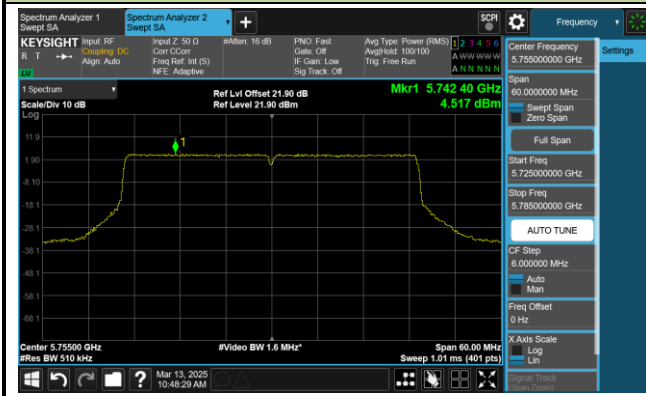 Spectrum Analyzer 1
Swept SA
Spectrum Analyzer 2
Swept SA
SCPI
Frequency
KEYSIGHT
R T
Input: RF
Coupling: DC
Align: Auto
Input Z: 50 Ω
Corr CCorr
Freq Ref: Int (S)
NFE: Adaptive
#Atten: 16 dB
PNO: Fast
Gate: Off
IF Gain: Low
Sig Track: Off
Avg Type: Power (RMS)
Avg|Hold: 100/100
Trig: Free Run
1 2 3 4 5 6
A W W W W W
A N N N N N
Center Frequency
5.755000000 GHz
Settings
Span
60.0000000 MHz
Swept Span
Zero Span
Full Span
Start Freq
5.725000000 GHz
Stop Freq
5.785000000 GHz
AUTO TUNE
CF Step
6.000000 MHz
Auto
Man
Freq Offset
0 Hz
X Axis Scale
Log
Lin
Signal Track
(Span Zoom)
1 Spectrum
Scale/Div 10 dB
Log
Ref Lvl Offset 21.90 dB
Ref Level 21.90 dBm
Mkr1 5.742 40 GHz
4.517 dBm
1
11.9
1.90
-8.10
-18.1
-28.1
-38.1
-48.1
-58.1
-68.1
Center 5.75500 GHz
#Res BW 510 kHz
#Video BW 1.6 MHz*
Span 60.00 MHz
Sweep 1.01 ms (401 pts)
Mar 13, 2025
10:48:29 AM